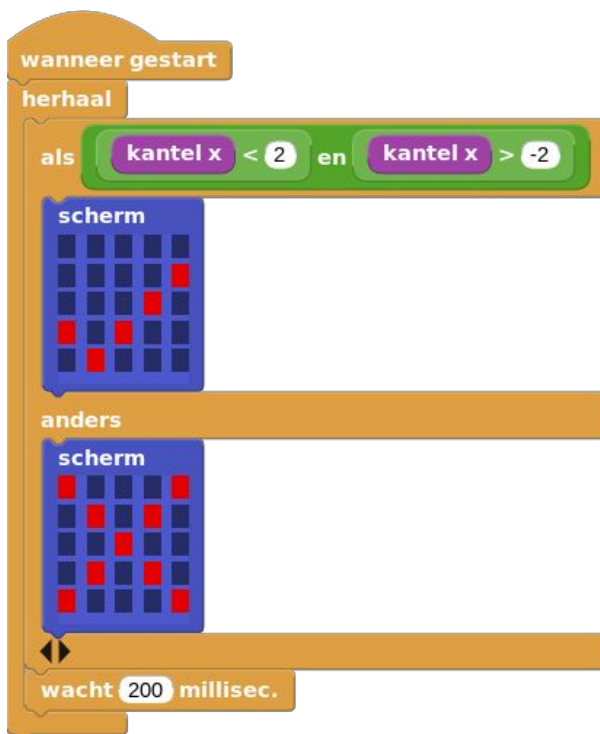 wanneer gestart
herhaal
als kantel x < 2 en kantel x > -2
scherm
anders
scherm
wacht 200 millisec.